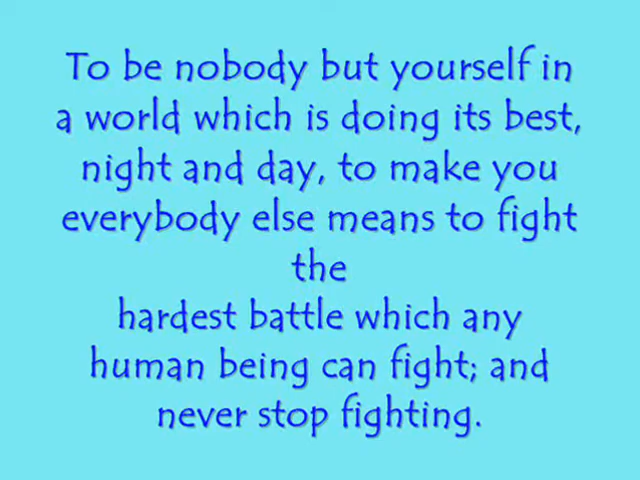 To be nobody but yourself in
a world which is doing its best,
night and day, to make you
everybody else means to fight
the
hardest battle which any
human being can fight; and
never stop fighting.